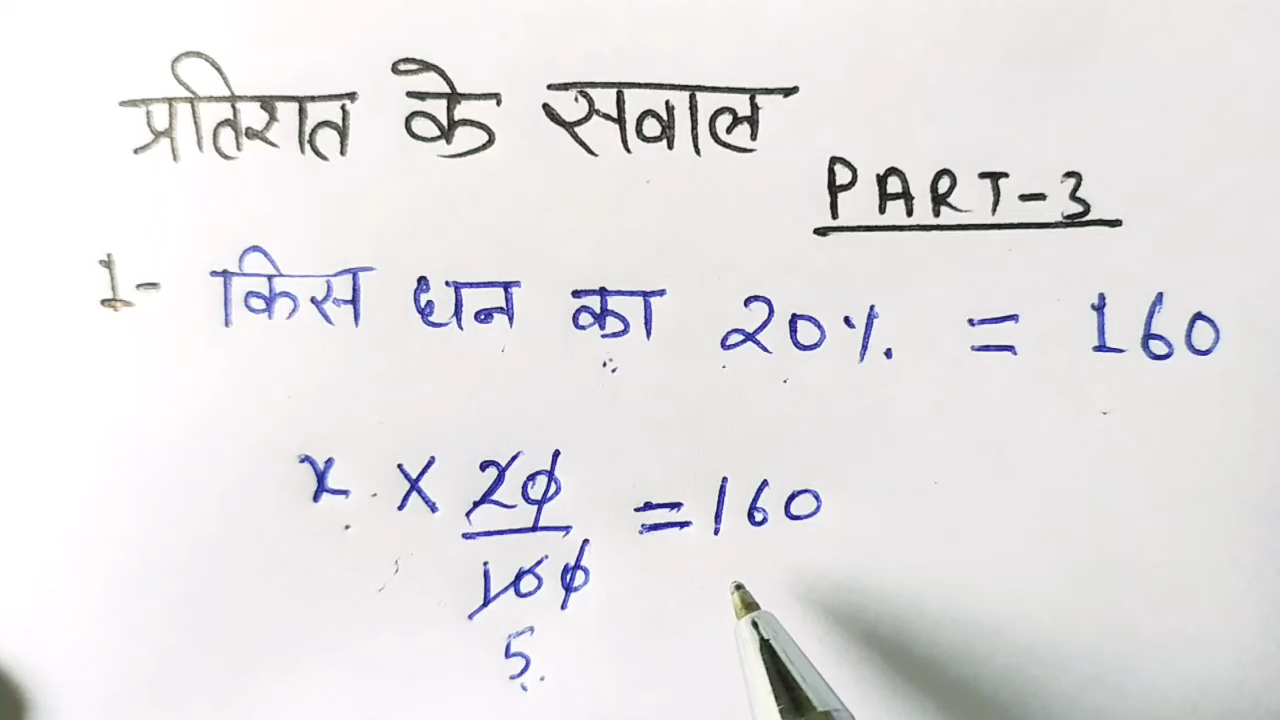 प्रतिशत के सवाल
PART-3
1- किस धन का 20% = 160
x × 20/100 = 160
5